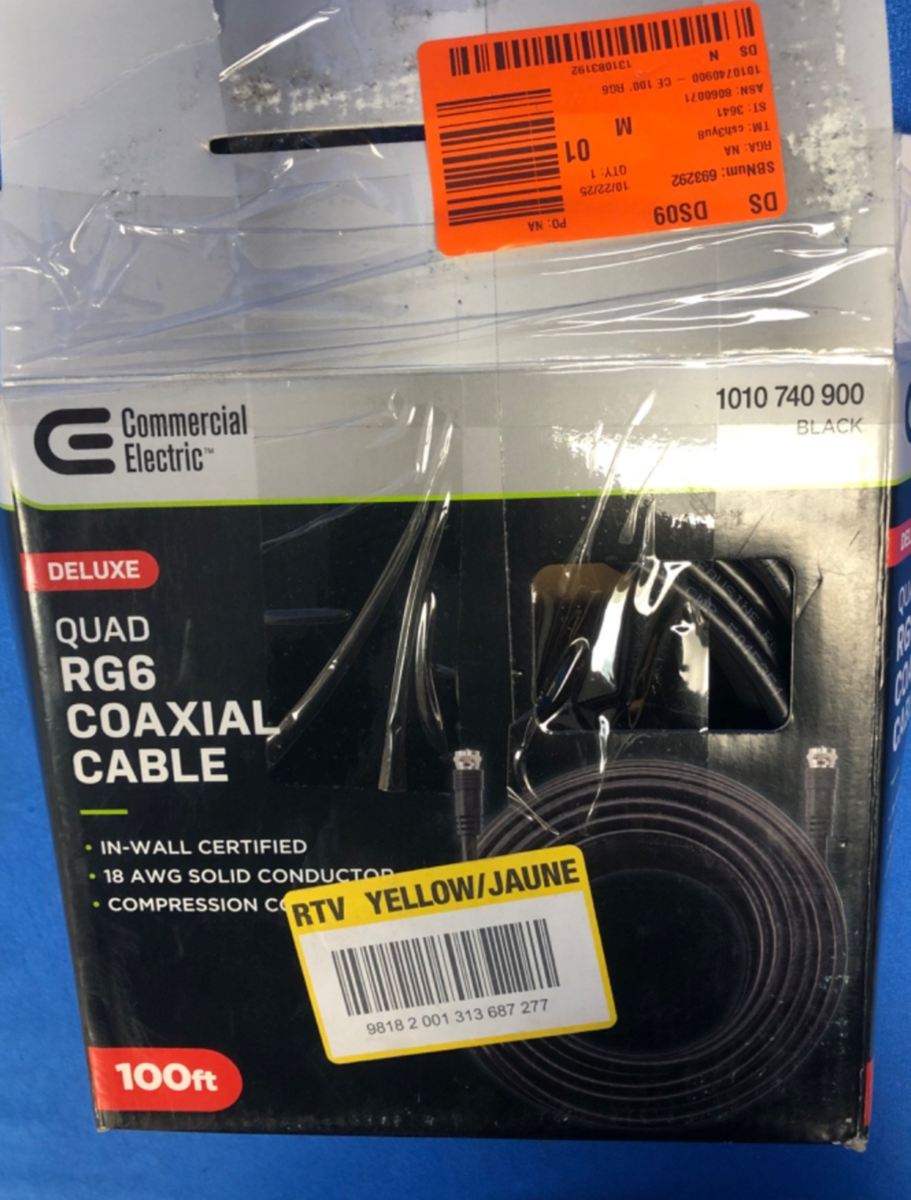 DS DS09
SBNum: 693292 10/22/25 PO: NA
RGA: NA QTY: 1
TM: csh3yu8 01
ST: 3641 M
ASN: 8060071
1010740900 - CE 100' RG6
DS N 131083192
Commercial
Electric™
1010 740 900
BLACK
DELUXE
QUAD
RG6
COAXIAL
CABLE
• IN-WALL CERTIFIED
• 18 AWG SOLID CONDUCTOR
• COMPRESSION
RTV YELLOW/JAUNE
9818 2 001 313 687 277
100ft